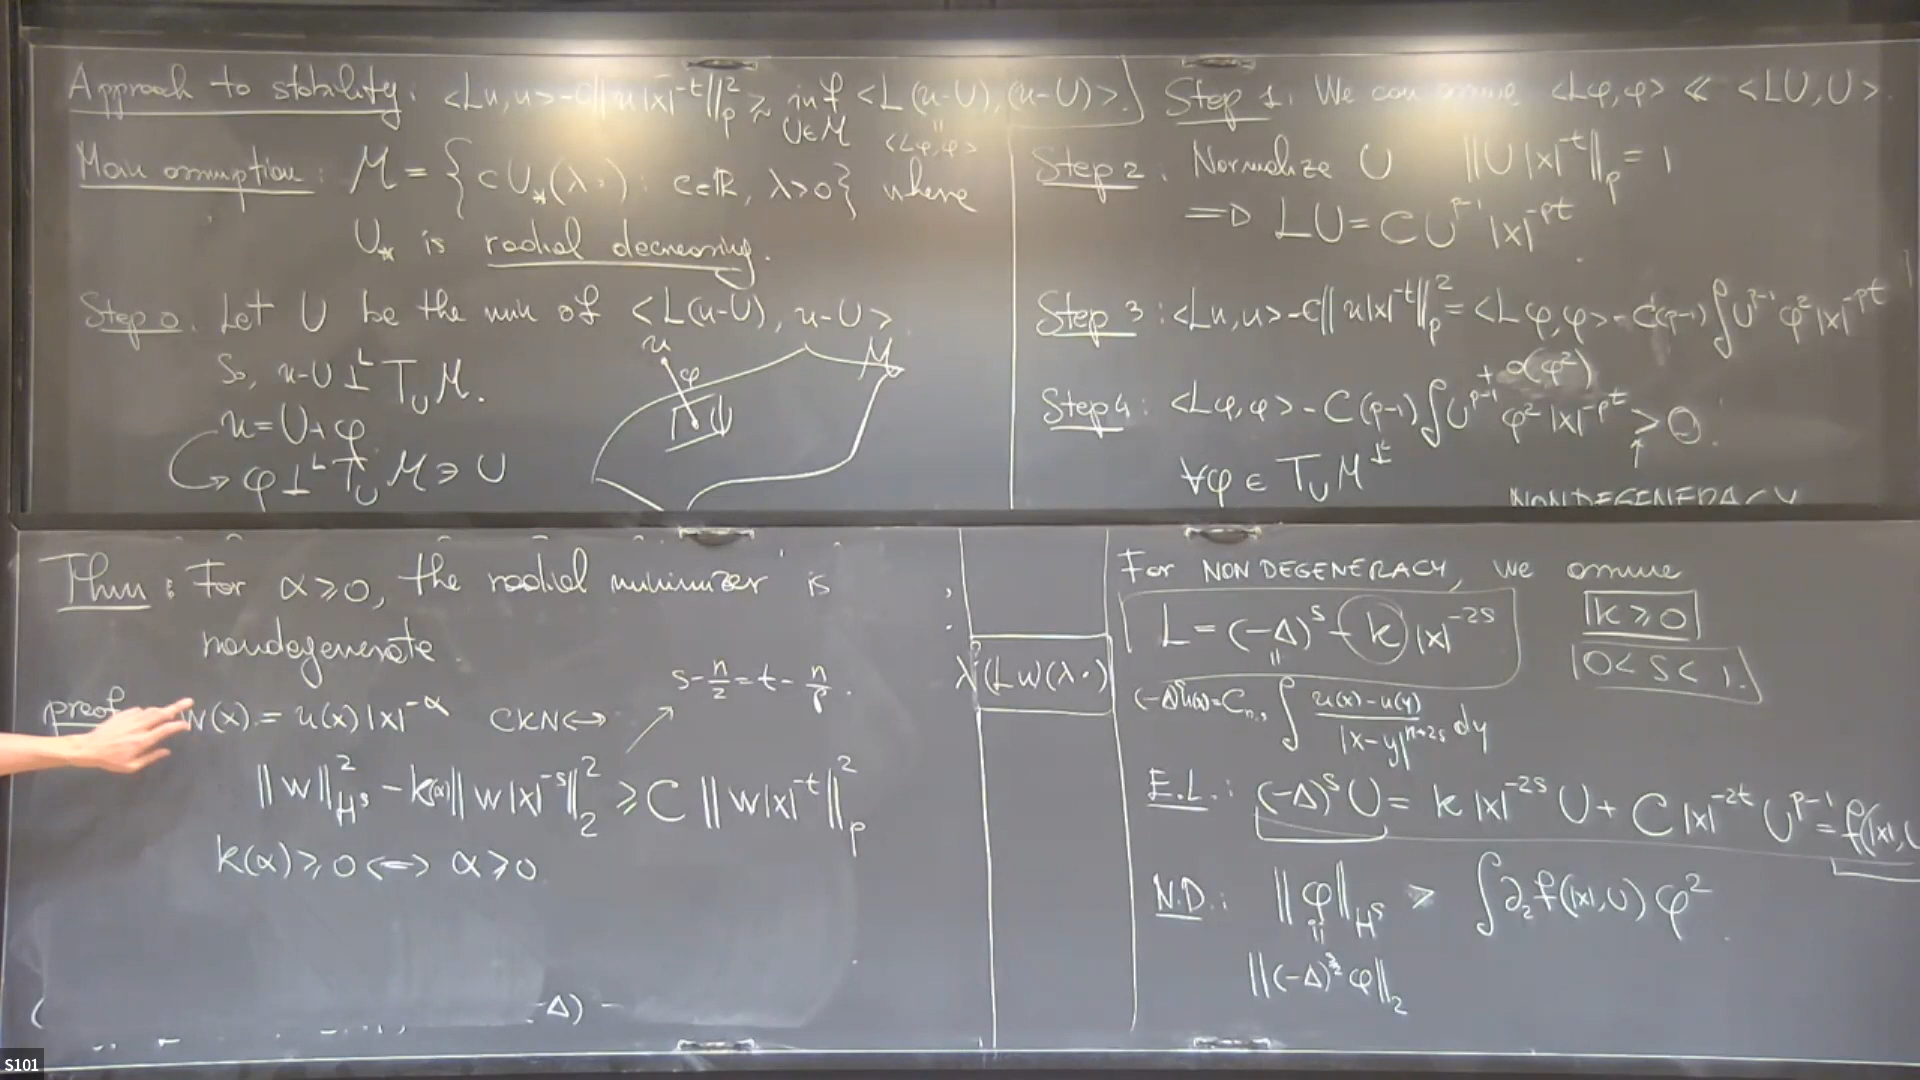 Approach to stability: <Lu,u> - C‖u|x|^{-t}‖_p^2 ≳ inf_{U∈M} <L(u-U),(u-U)>.
<Lφ,φ>
Main assumption: M = {cU_*(λ·): c∈ℝ, λ>0} where
U_* is radial decreasing.
Step 0. Let U be the min of <L(u-U), u-U>
So, u-U ⊥^L T_U M.
u = U+φ
↪ φ ⊥^L T_U M ∋ U
u
φ
M
Step 1. We can assume <Lφ,φ> ≪ <LU,U>.
Step 2. Normalize U ‖U|x|^{-t}‖_p = 1
⇒ LU = CU^{p-1}|x|^{-pt}
Step 3: <Lu,u> - C‖u|x|^{-t}‖_p^2 = <Lφ,φ> - C(p-1)∫U^{p-2}φ^2|x|^{-pt}
+ o(φ^2)
Step 4: <Lφ,φ> - C(p-1)∫U^{p-1}φ^2|x|^{-pt} > 0.
↑
∀φ ∈ T_U M^{⊥L}
NONDEGENERACY
Thm: For α≥0, the radial minimizer is
nondegenerate.
proof w(x) = u(x)|x|^{-α} CKN ↔
s - n/2 = t - n/p.
‖w‖_{H^s}^2 - k(α)‖w|x|^{-s}‖_2^2 ≥ C‖w|x|^{-t}‖_p^2
k(α)≥0 ↔ α≥0
-Δ) -
(Lw)(λ·)
For NONDEGENERACY, we assume
L = (-Δ)^s - k|x|^{-2s}
k≥0
0<s<1.
(-Δ)^s u(x) = C_{n,s} ∫ (u(x)-u(y))/|x-y|^{n+2s} dy
E.L.: (-Δ)^s U = k|x|^{-2s}U + C|x|^{-2t}U^{p-1} = f(|x|,U
N.D.: ‖φ‖_{H^s} > ∫∂_2 f(|x|,U)φ^2
‖(-Δ)^{s/2}φ‖_2
S101